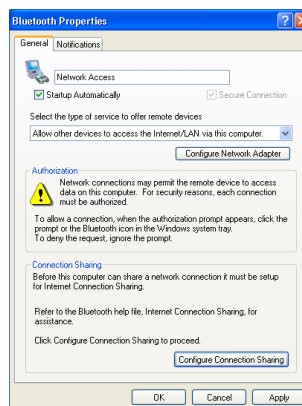 Bluetooth Properties
General
Notifications
Network Access
Startup Automatically
Secure Connection
Select the type of service to offer remote devices
Allow other devices to access the Internet/LAN via this computer.
Configure Network Adapter
Authorization
Network connections may permit the remote device to access
data on this computer. For security reasons, each connection
must be authorized.
To allow a connection, when the authorization prompt appears, click the
prompt or the Bluetooth icon in the Windows system tray.
To deny the request, ignore the prompt.
Connection Sharing
Before this computer can share a network connection it must be setup
for Internet Connection Sharing.
Refer to the Bluetooth help file, Internet Connection Sharing, for
assistance.
Click Configure Connection Sharing to proceed.
Configure Connection Sharing
OK
Cancel
Apply